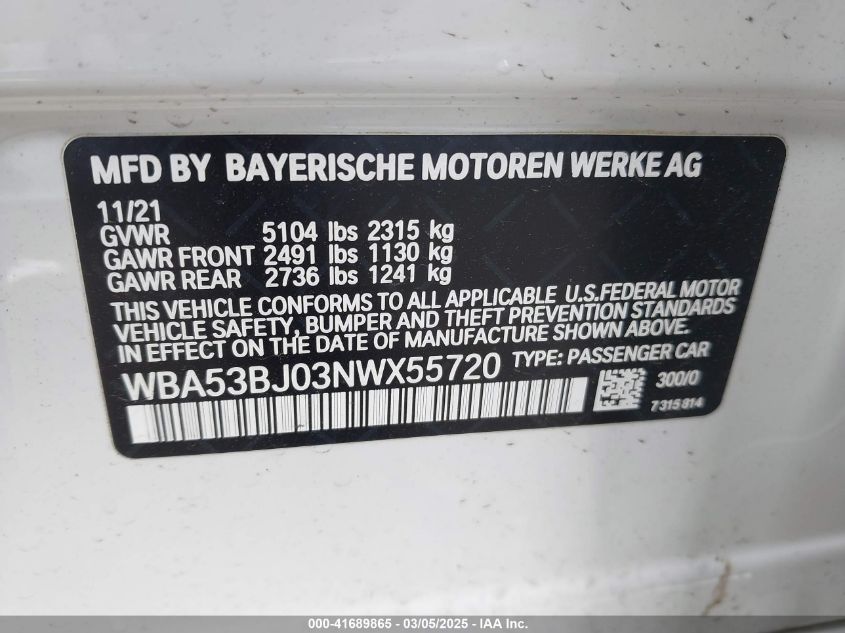 MFD BY BAYERISCHE MOTOREN WERKE AG
11/21
GVWR 5104 lbs 2315 kg
GAWR FRONT 2491 lbs 1130 kg
GAWR REAR 2736 lbs 1241 kg
THIS VEHICLE CONFORMS TO ALL APPLICABLE U.S.FEDERAL MOTOR
VEHICLE SAFETY, BUMPER AND THEFT PREVENTION STANDARDS
IN EFFECT ON THE DATE OF MANUFACTURE SHOWN ABOVE.
WBA53BJ03NWX55720 TYPE: PASSENGER CAR
300/0
7315814
000-41689865 - 03/05/2025 - IAA Inc.